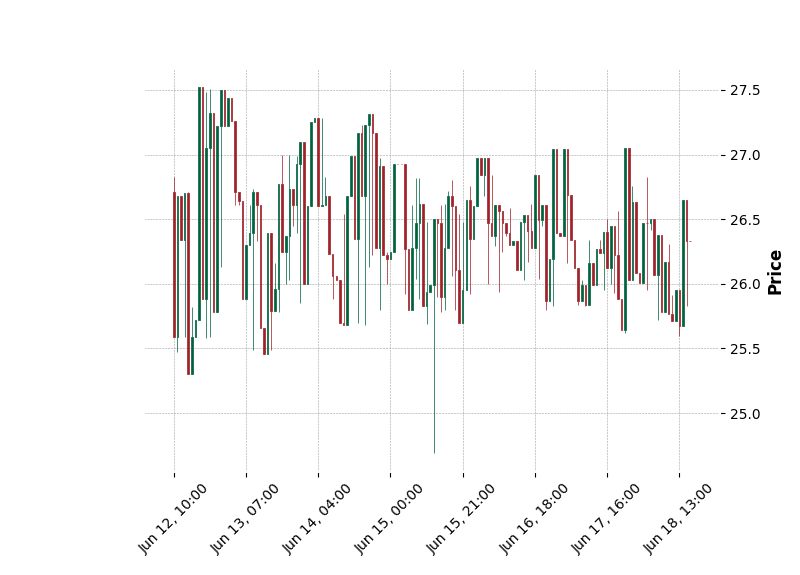 27.5
27.0
26.5
26.0
25.5
25.0
Price
Jun 12, 10:00
Jun 13, 07:00
Jun 14, 04:00
Jun 15, 00:00
Jun 15, 21:00
Jun 16, 18:00
Jun 17, 16:00
Jun 18, 13:00